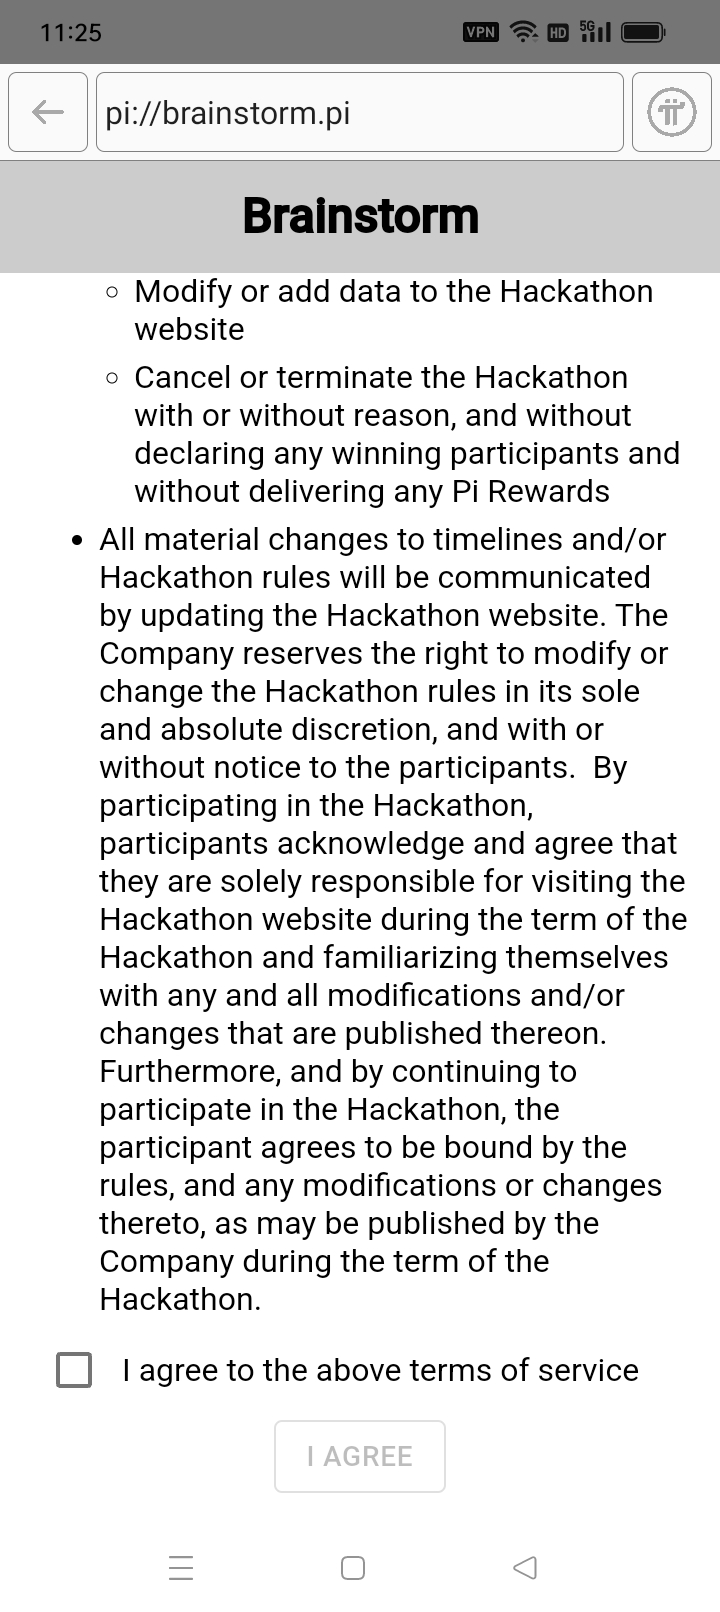 11:25
VPN HD 5G
pi://brainstorm.pi
Brainstorm
Modify or add data to the Hackathon
website
Cancel or terminate the Hackathon
with or without reason, and without
declaring any winning participants and
without delivering any Pi Rewards
All material changes to timelines and/or
Hackathon rules will be communicated
by updating the Hackathon website. The
Company reserves the right to modify or
change the Hackathon rules in its sole
and absolute discretion, and with or
without notice to the participants.  By
participating in the Hackathon,
participants acknowledge and agree that
they are solely responsible for visiting the
Hackathon website during the term of the
Hackathon and familiarizing themselves
with any and all modifications and/or
changes that are published thereon.
Furthermore, and by continuing to
participate in the Hackathon, the
participant agrees to be bound by the
rules, and any modifications or changes
thereto, as may be published by the
Company during the term of the
Hackathon.
I agree to the above terms of service
I AGREE